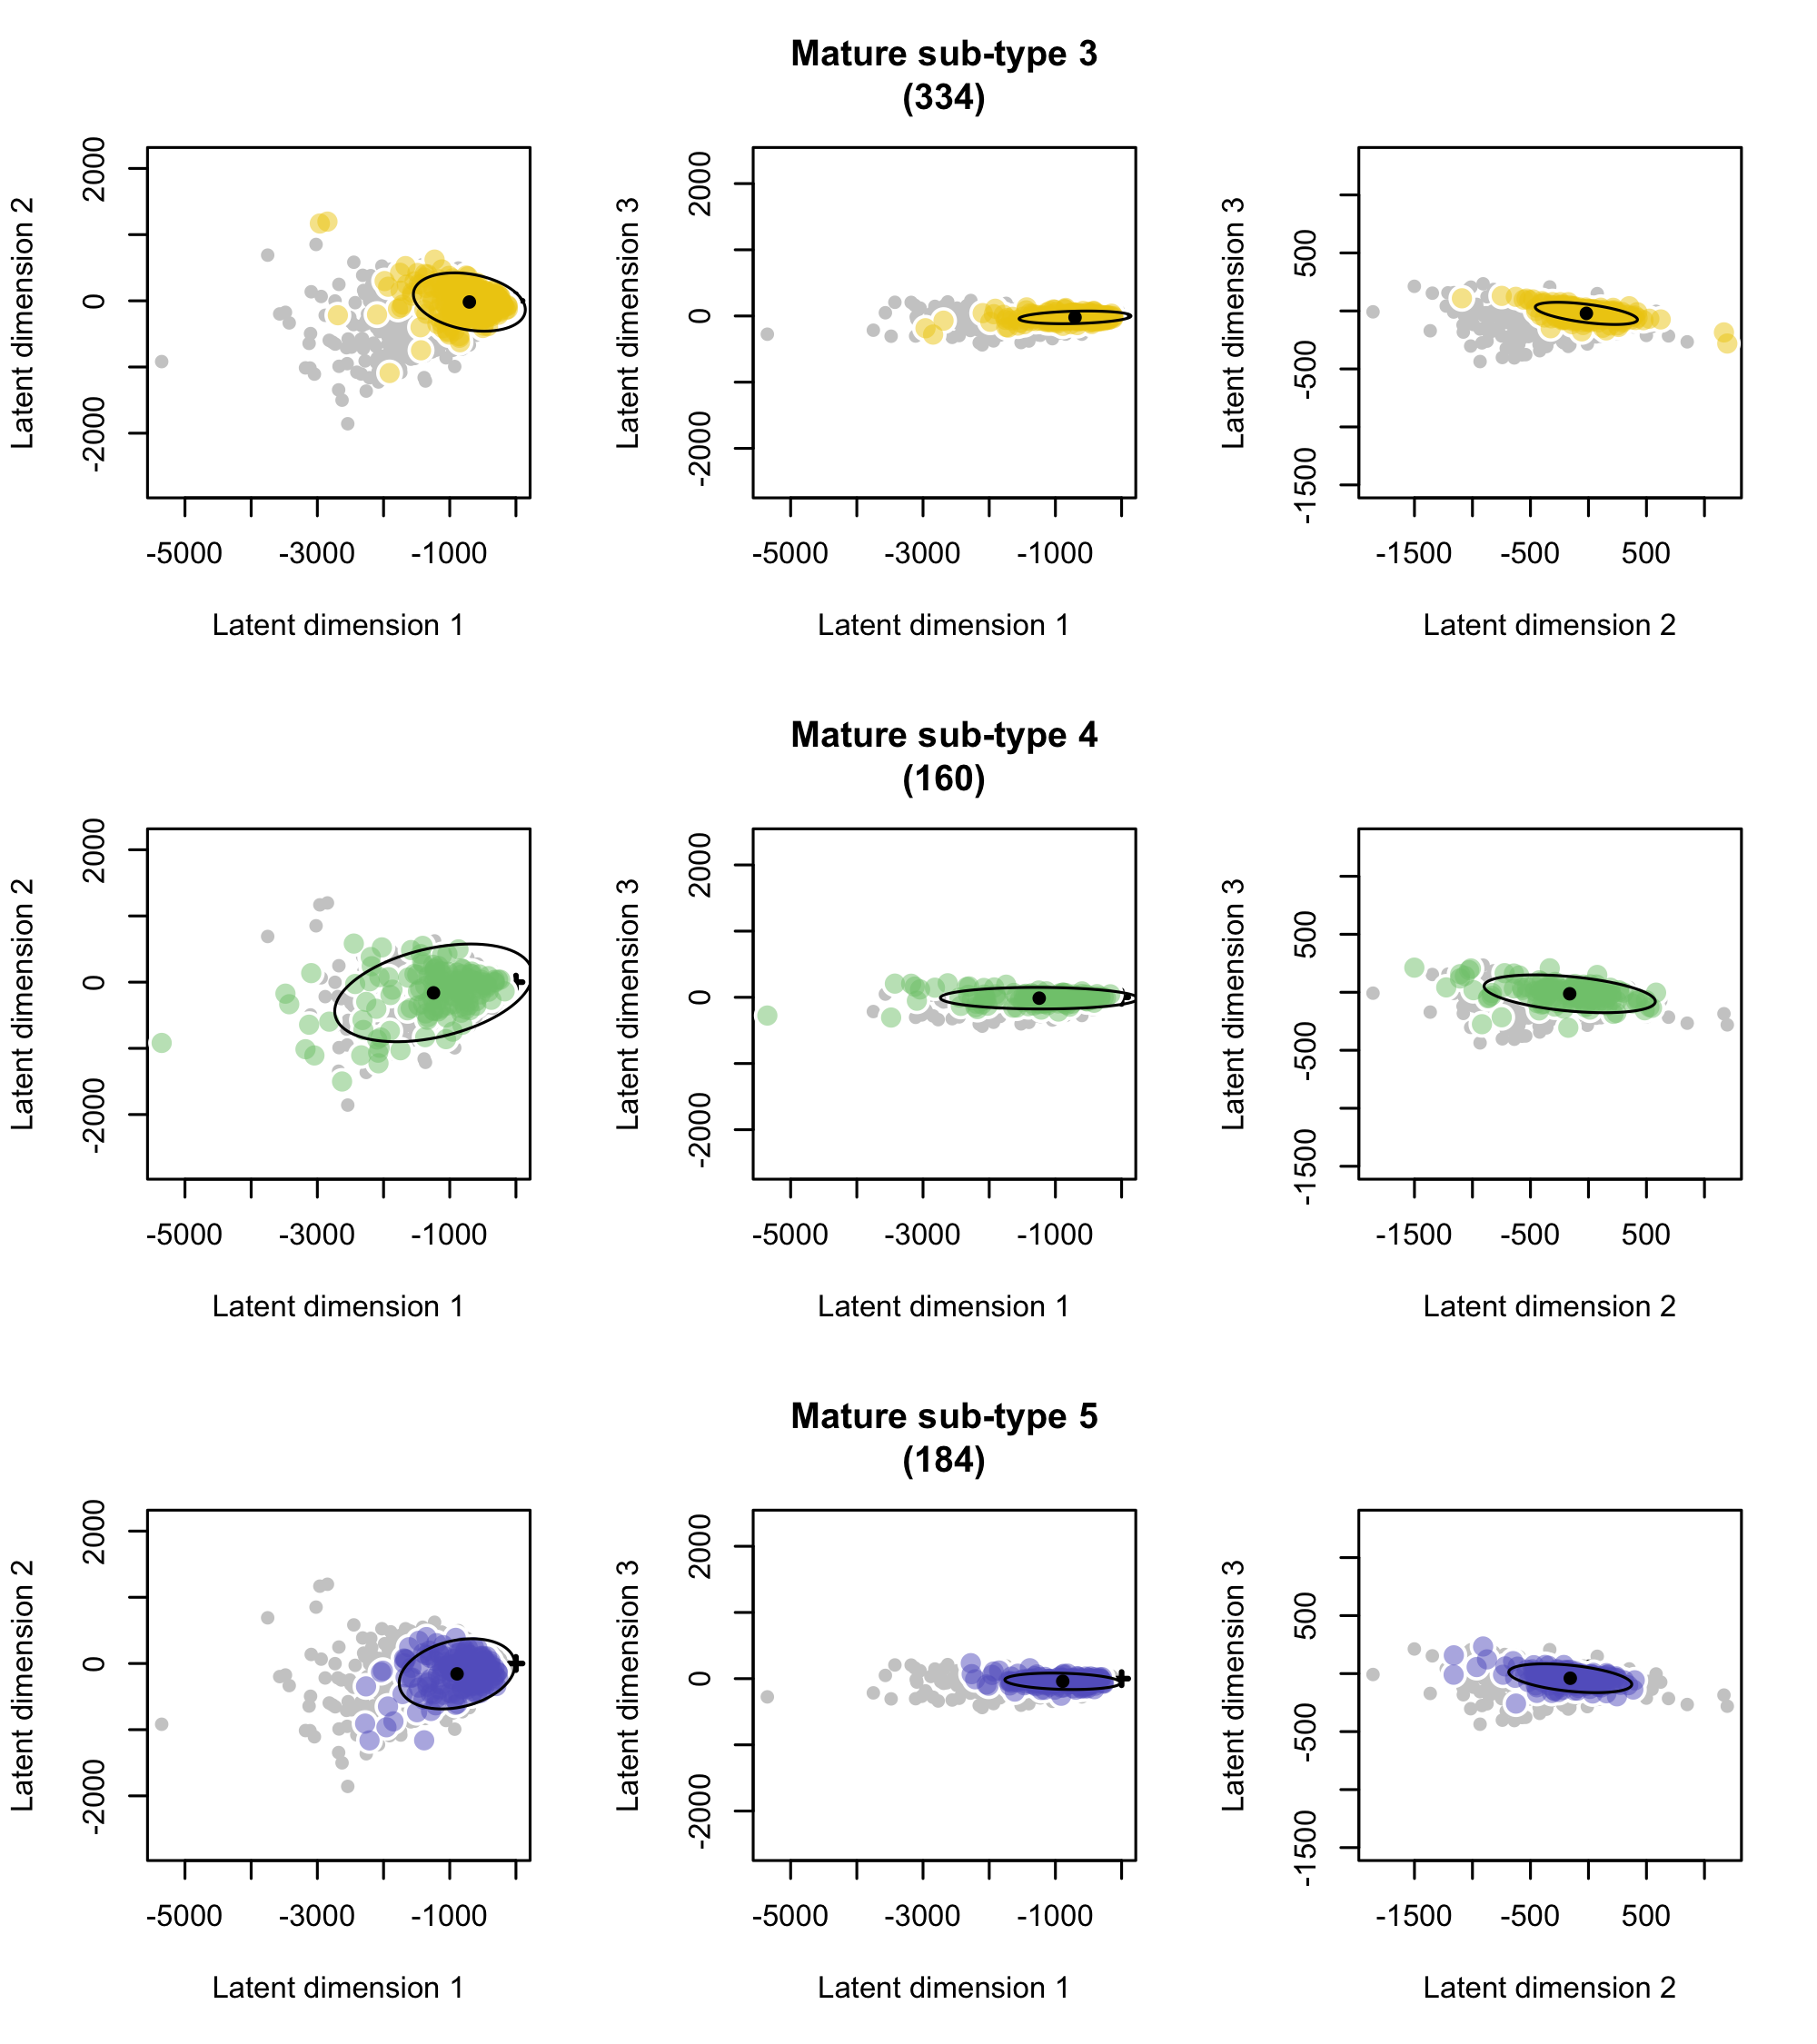 Mature sub-type 3
(334)
Latent dimension 2
2000
0
-2000
-5000 -3000 -1000
Latent dimension 1
Latent dimension 3
2000
0
-2000
-5000 -3000 -1000
Latent dimension 1
Latent dimension 3
500
-500
-1500
-1500 -500 500
Latent dimension 2
Mature sub-type 4
(160)
Latent dimension 2
2000
0
-2000
-5000 -3000 -1000
Latent dimension 1
Latent dimension 3
2000
0
-2000
-5000 -3000 -1000
Latent dimension 1
Latent dimension 3
500
-500
-1500
-1500 -500 500
Latent dimension 2
Mature sub-type 5
(184)
Latent dimension 2
2000
0
-2000
-5000 -3000 -1000
Latent dimension 1
Latent dimension 3
2000
0
-2000
-5000 -3000 -1000
Latent dimension 1
Latent dimension 3
500
-500
-1500
-1500 -500 500
Latent dimension 2